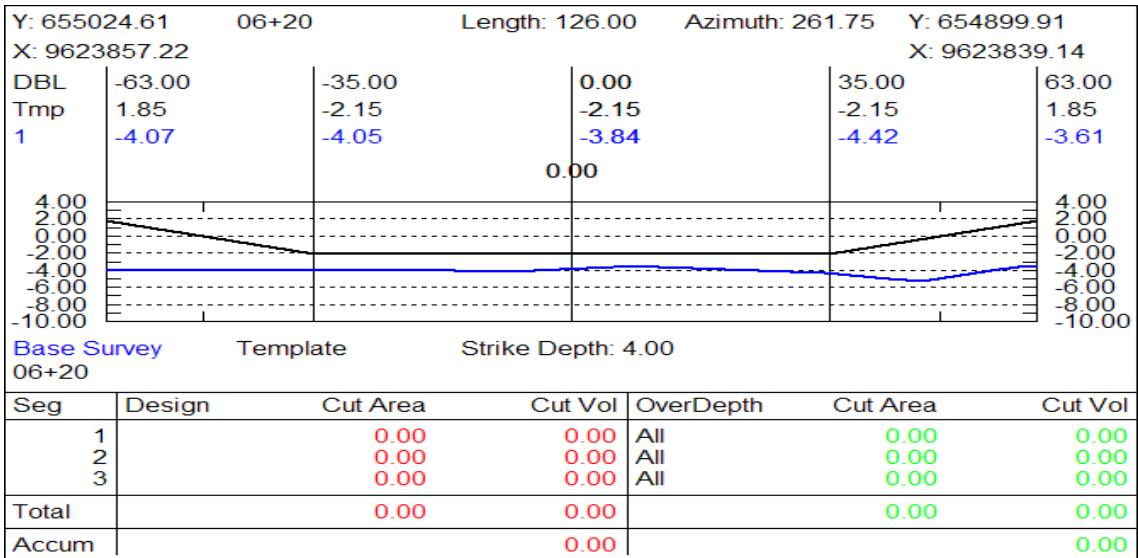 Y: 655024.61 06+20 Length: 126.00 Azimuth: 261.75 Y: 654899.91
X: 9623857.22 X: 9623839.14
DBL -63.00 -35.00 0.00 35.00 63.00
Tmp 1.85 -2.15 -2.15 -2.15 1.85
1 -4.07 -4.05 -3.84 -4.42 -3.61
0.00
4.00 4.00
2.00 2.00
0.00 0.00
-2.00 -2.00
-4.00 -4.00
-6.00 -6.00
-8.00 -8.00
-10.00 -10.00
Base Survey Template Strike Depth: 4.00
06+20
Seg Design Cut Area Cut Vol OverDepth Cut Area Cut Vol
1 0.00 0.00 All 0.00 0.00
2 0.00 0.00 All 0.00 0.00
3 0.00 0.00 All 0.00 0.00
Total 0.00 0.00 0.00 0.00
Accum 0.00 0.00